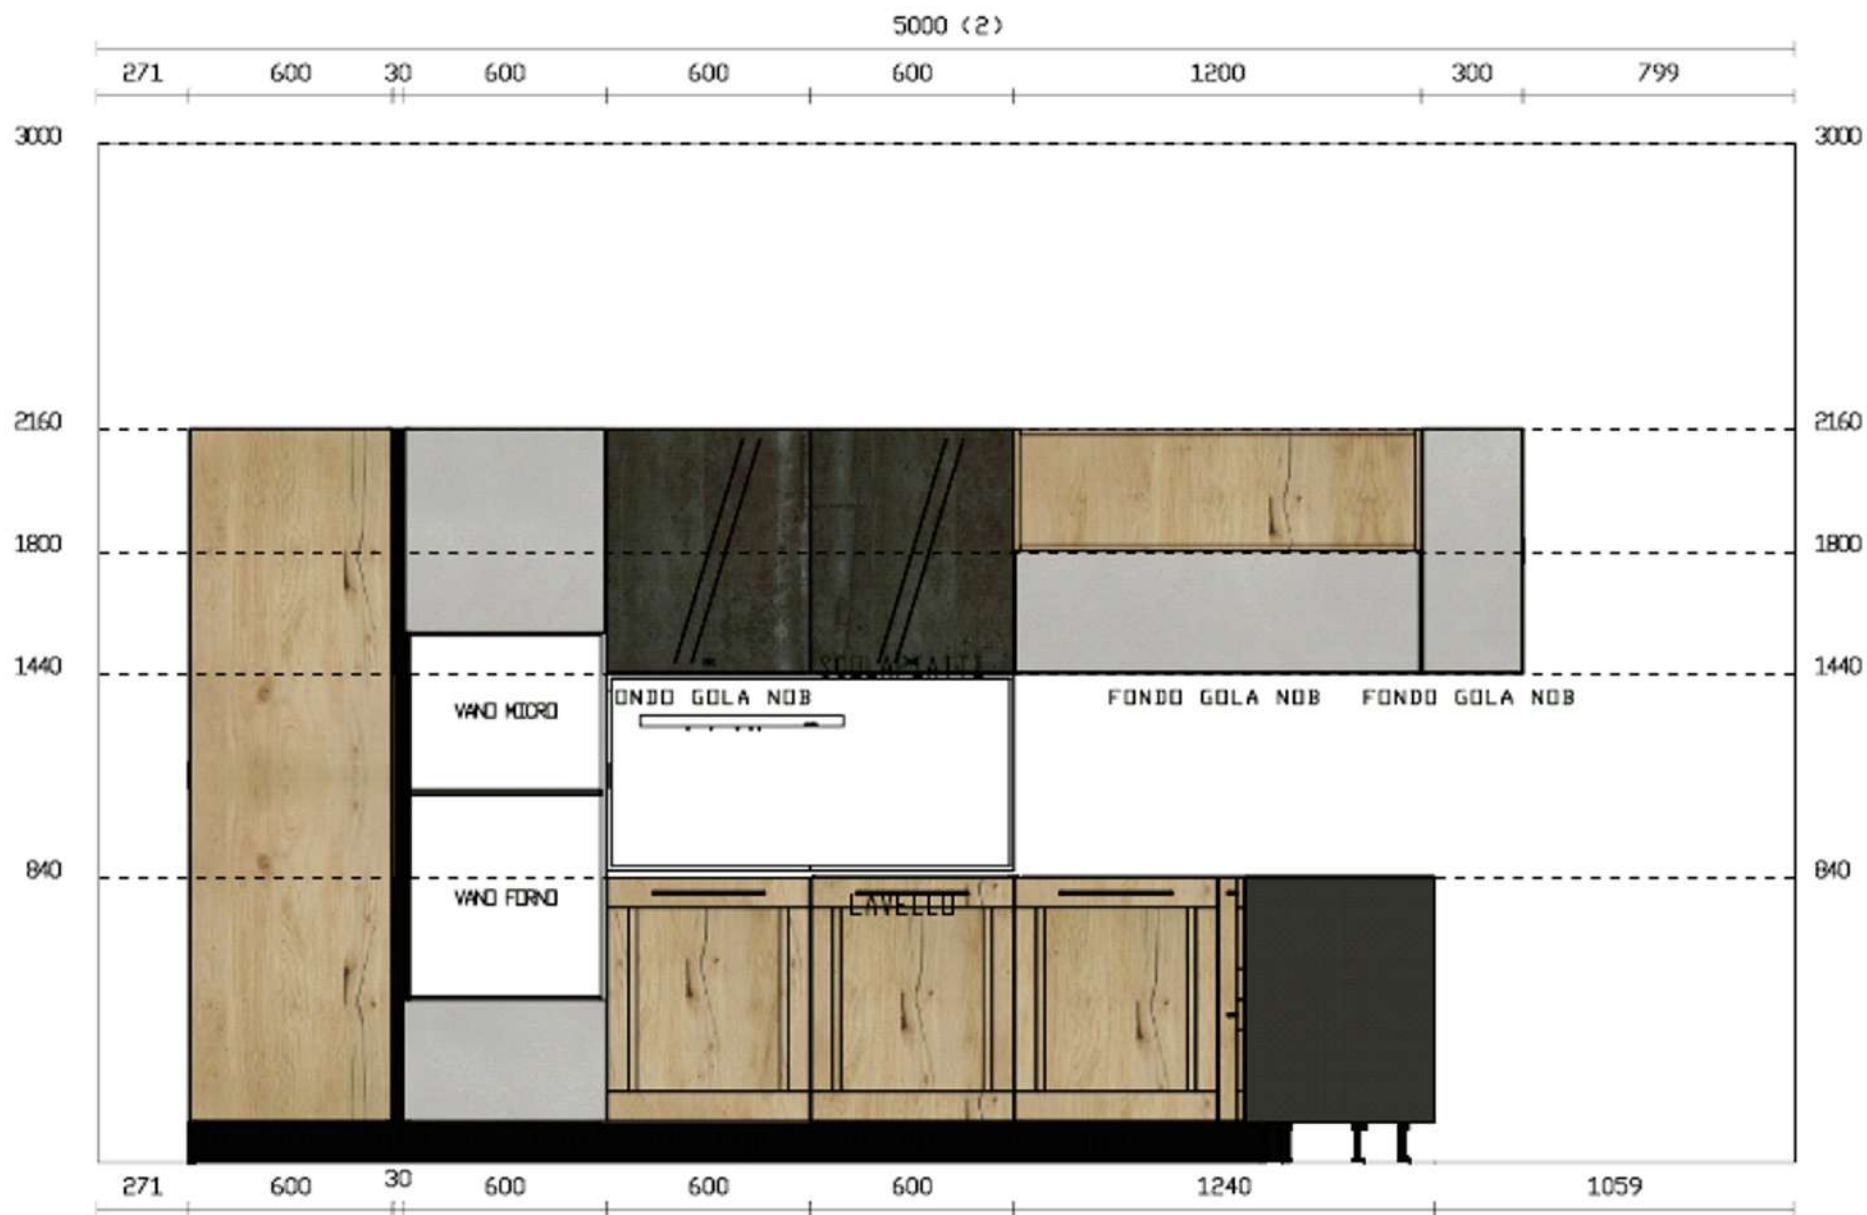 5000 (2)
271 600 30 600 600 600 1200 300 799
3000 3000
2160 2160
1800 1800
1440 1440
ONDO GOLA NOB FONDO GOLA NOB FONDO GOLA NOB
VANO MICRO
840 840
VANO FORNO LAVELLO
271 600 30 600 600 600 1240 1059